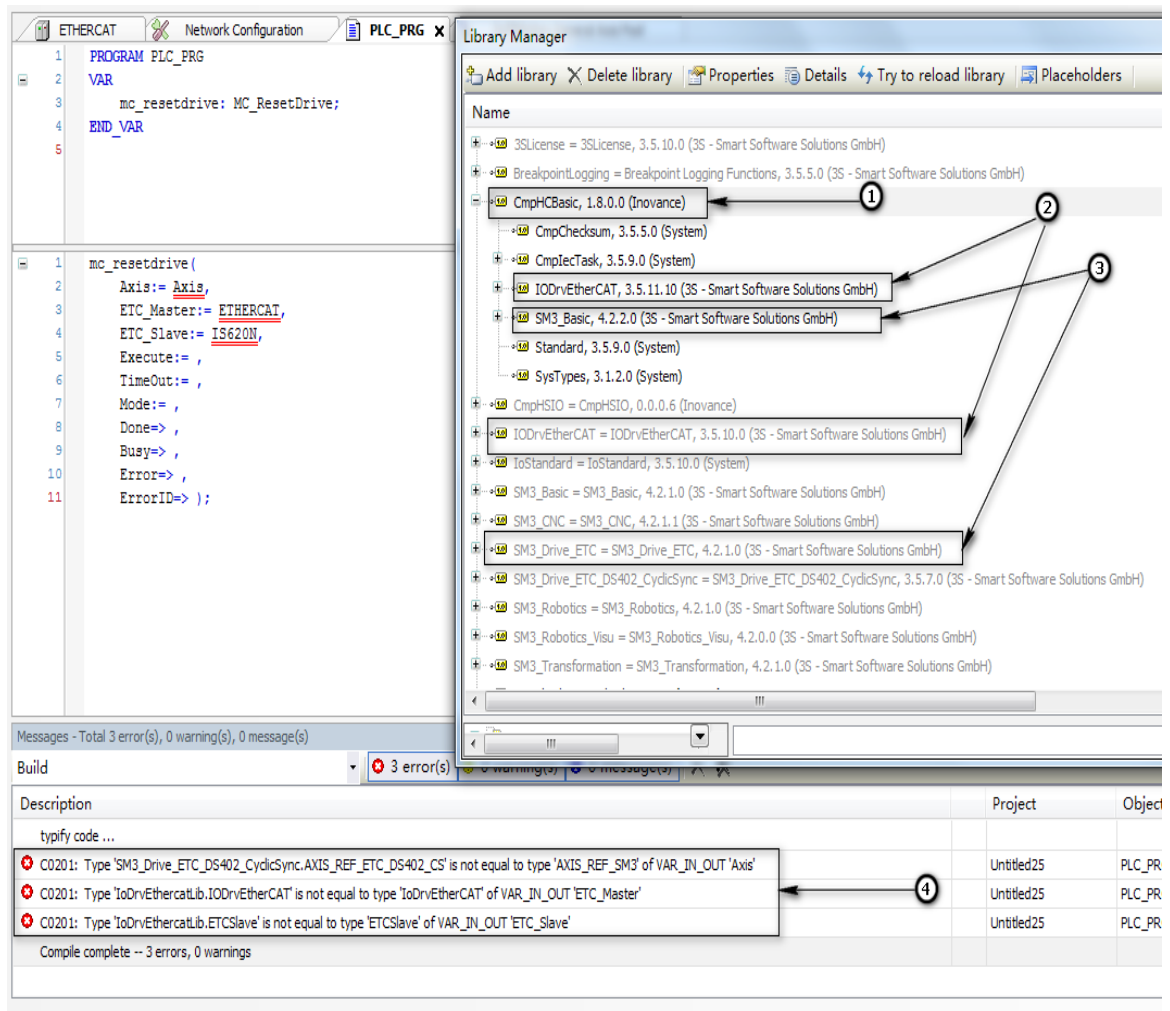 ETHERCAT
Network Configuration
PLC_PRG x
1 PROGRAM PLC_PRG
2 VAR
3 mc_resetdrive: MC_ResetDrive;
4 END_VAR
5
1 mc_resetdrive(
2 Axis:= Axis,
3 ETC_Master:= ETHERCAT,
4 ETC_Slave:= IS620N,
5 Execute:= ,
6 TimeOut:= ,
7 Mode:= ,
8 Done=> ,
9 Busy=> ,
10 Error=> ,
11 ErrorID=> );
Library Manager
Add library Delete library Properties Details Try to reload library Placeholders
Name
3SLicense = 3SLicense, 3.5.10.0 (3S - Smart Software Solutions GmbH)
BreakpointLogging = Breakpoint Logging Functions, 3.5.5.0 (3S - Smart Software Solutions GmbH)
CmpHCBasic, 1.8.0.0 (Inovance)
1
CmpChecksum, 3.5.5.0 (System)
2
CmpIecTask, 3.5.9.0 (System)
3
IODrvEtherCAT, 3.5.11.10 (3S - Smart Software Solutions GmbH)
SM3_Basic, 4.2.2.0 (3S - Smart Software Solutions GmbH)
Standard, 3.5.9.0 (System)
SysTypes, 3.1.2.0 (System)
CmpHSIO = CmpHSIO, 0.0.0.6 (Inovance)
IODrvEtherCAT = IODrvEtherCAT, 3.5.10.0 (3S - Smart Software Solutions GmbH)
IoStandard = IoStandard, 3.5.10.0 (System)
SM3_Basic = SM3_Basic, 4.2.1.0 (3S - Smart Software Solutions GmbH)
SM3_CNC = SM3_CNC, 4.2.1.1 (3S - Smart Software Solutions GmbH)
SM3_Drive_ETC = SM3_Drive_ETC, 4.2.1.0 (3S - Smart Software Solutions GmbH)
SM3_Drive_ETC_DS402_CyclicSync = SM3_Drive_ETC_DS402_CyclicSync, 3.5.7.0 (3S - Smart Software Solutions GmbH)
SM3_Robotics = SM3_Robotics, 4.2.1.0 (3S - Smart Software Solutions GmbH)
SM3_Robotics_Visu = SM3_Robotics_Visu, 4.2.0.0 (3S - Smart Software Solutions GmbH)
SM3_Transformation = SM3_Transformation, 4.2.1.0 (3S - Smart Software Solutions GmbH)
Messages - Total 3 error(s), 0 warning(s), 0 message(s)
Build
3 error(s) 0 warning(s) 0 message(s)
Description Project Object
typify code ...
C0201: Type 'SM3_Drive_ETC_DS402_CyclicSync.AXIS_REF_ETC_DS402_CS' is not equal to type 'AXIS_REF_SM3' of VAR_IN_OUT 'Axis' Untitled25 PLC_PR
C0201: Type 'IoDrvEthercatLib.IODrvEtherCAT' is not equal to type 'IoDrvEtherCAT' of VAR_IN_OUT 'ETC_Master' Untitled25 PLC_PR
4
C0201: Type 'IoDrvEthercatLib.ETCSlave' is not equal to type 'ETCSlave' of VAR_IN_OUT 'ETC_Slave' Untitled25 PLC_PR
Compile complete -- 3 errors, 0 warnings